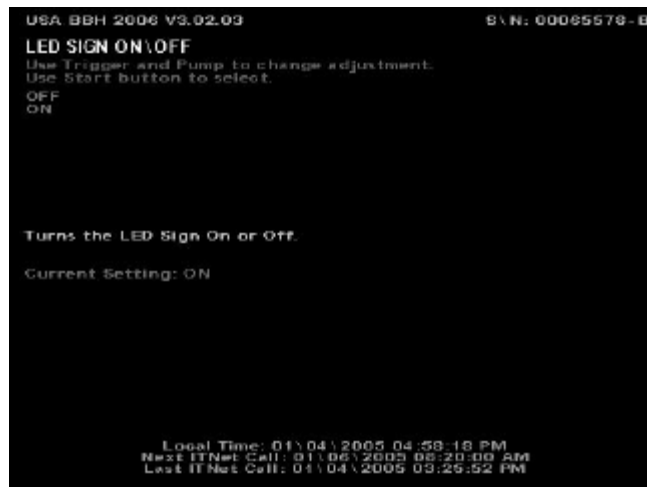 USA BBH 2006 V3.02.03
S\N: 00065578-B
LED SIGN ON\OFF
Use Trigger and Pump to change adjustment.
Use Start button to select.
OFF
ON
Turns the LED Sign On or Off.
Current Setting: ON
Local Time: 01\04\2005 04:58:18 PM
Next ITNet Call: 01\06\2005 08:20:00 AM
Last ITNet Call: 01\04\2005 03:25:52 PM